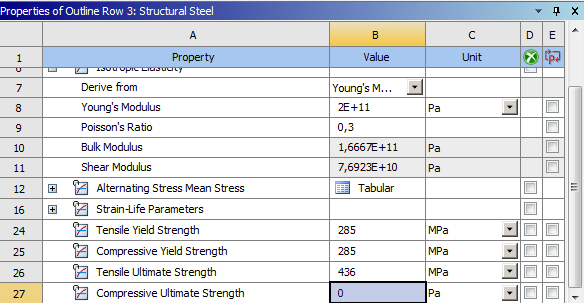 Properties of Outline Row 3: Structural Steel
A B C D E
1 Property Value Unit
6 Isotropic Elasticity
7 Derive from Young's M...
8 Young's Modulus 2E+11 Pa
9 Poisson's Ratio 0,3
10 Bulk Modulus 1,6667E+11 Pa
11 Shear Modulus 7,6923E+10 Pa
12 Alternating Stress Mean Stress Tabular
16 Strain-Life Parameters
24 Tensile Yield Strength 285 MPa
25 Compressive Yield Strength 285 MPa
26 Tensile Ultimate Strength 436 MPa
27 Compressive Ultimate Strength 0 Pa